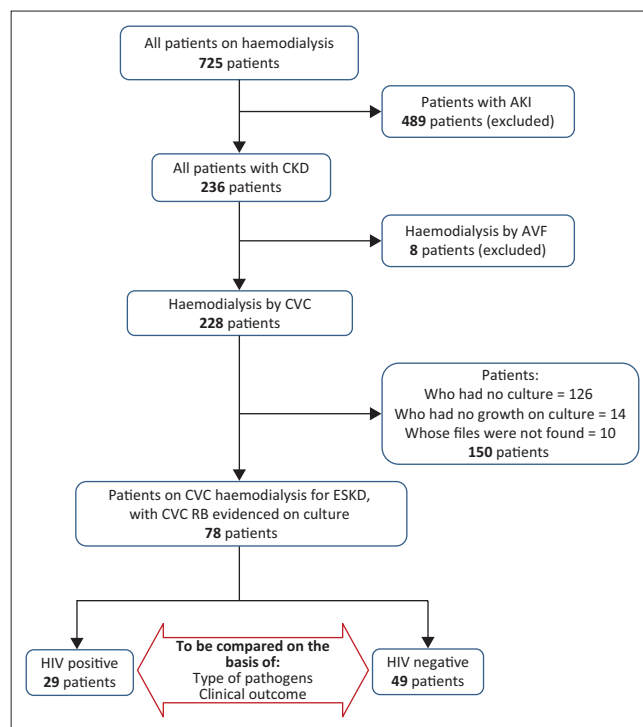 All patients on haemodialysis
725 patients
Patients with AKI
489 patients (excluded)
All patients with CKD
236 patients
Haemodialysis by AVF
8 patients (excluded)
Haemodialysis by CVC
228 patients
Patients:
Who had no culture = 126
Who had no growth on culture = 14
Whose files were not found = 10
150 patients
Patients on CVC haemodialysis for ESKD,
with CVC RB evidenced on culture
78 patients
HIV positive
29 patients
To be compared on the
basis of:
Type of pathogens
Clinical outcome
HIV negative
49 patients